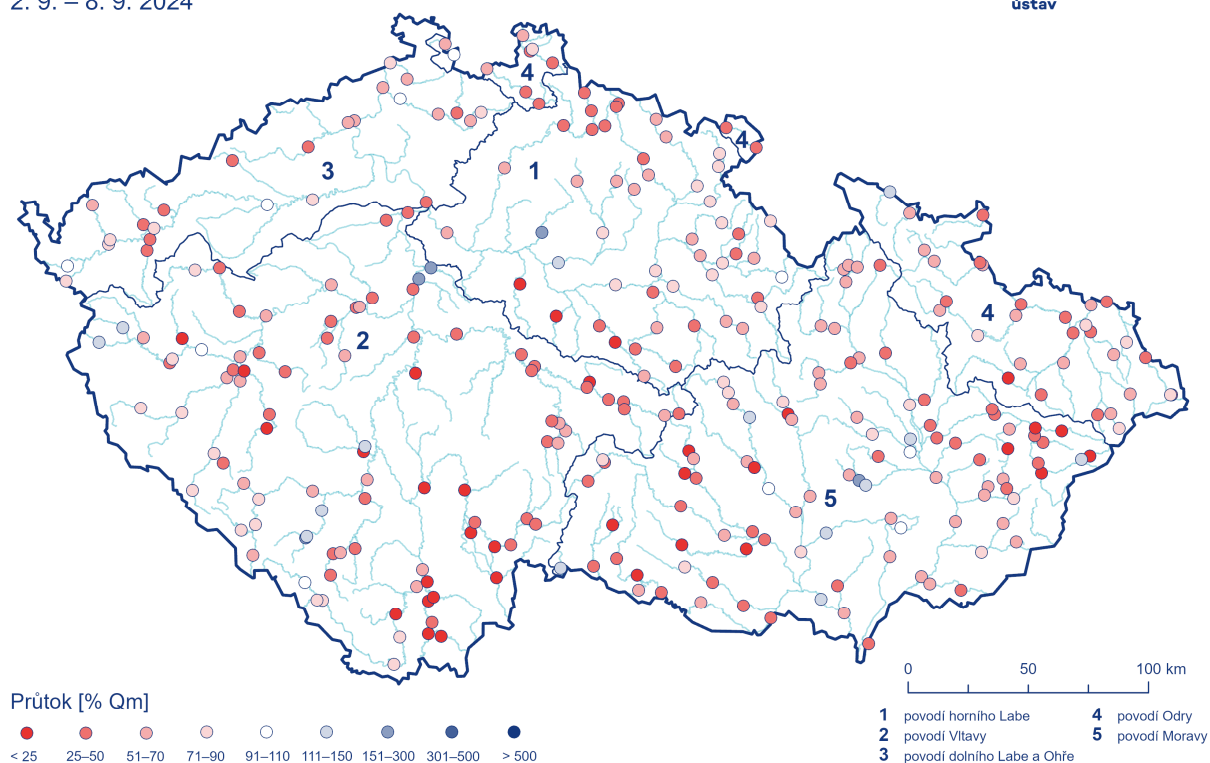 2. 9. – 8. 9. 2024
ústav
4
4
3
1
2
4
5
0 50 100 km
Průtok [% Qm]
< 25 25–50 51–70 71–90 91–110 111–150 151–300 301–500 > 500
1 povodí horního Labe
2 povodí Vltavy
3 povodí dolního Labe a Ohře
4 povodí Odry
5 povodí Moravy